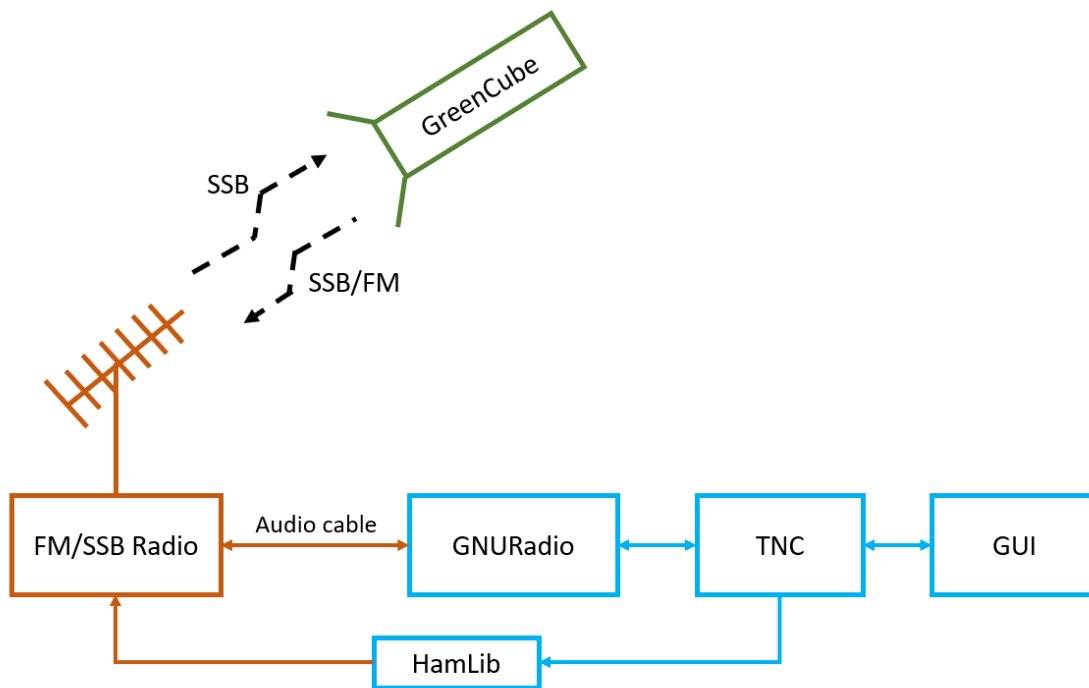 GreenCube
SSB
SSB/FM
Audio cable
FM/SSB Radio
GNURadio
TNC
GUI
HamLib